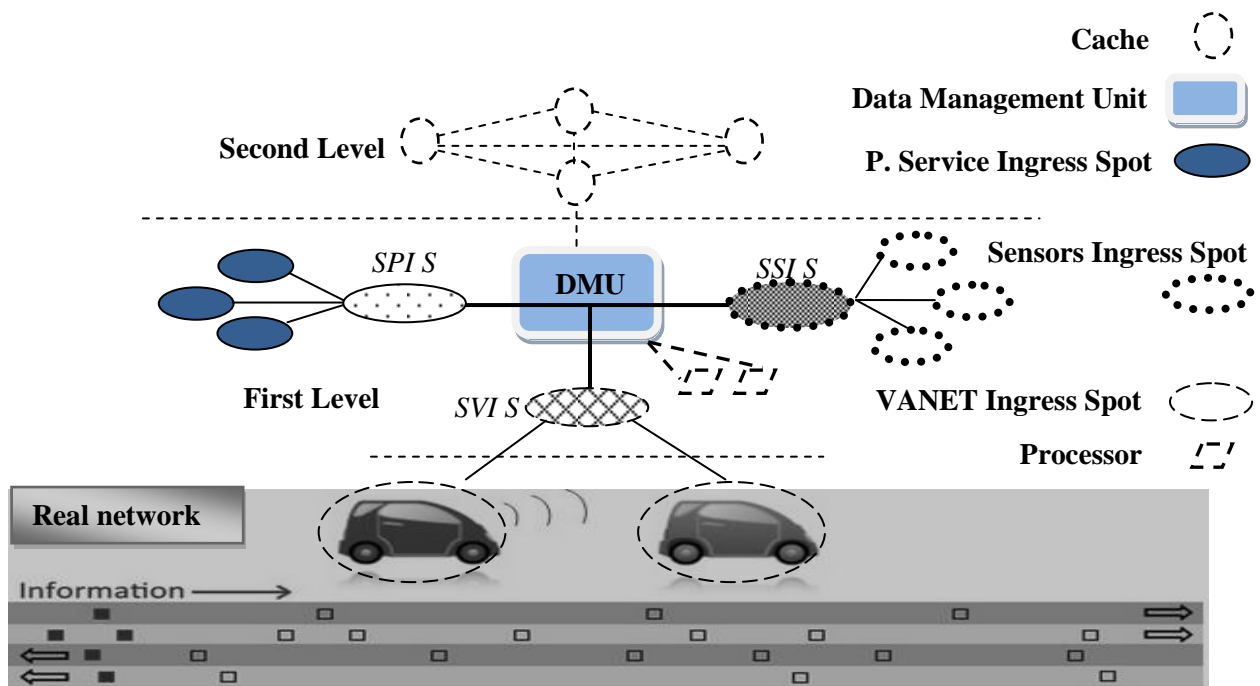 Cache
Data Management Unit
Second Level
P. Service Ingress Spot
SPI S
DMU
SSI S
Sensors Ingress Spot
First Level
SVI S
VANET Ingress Spot
Processor
Real network
Information